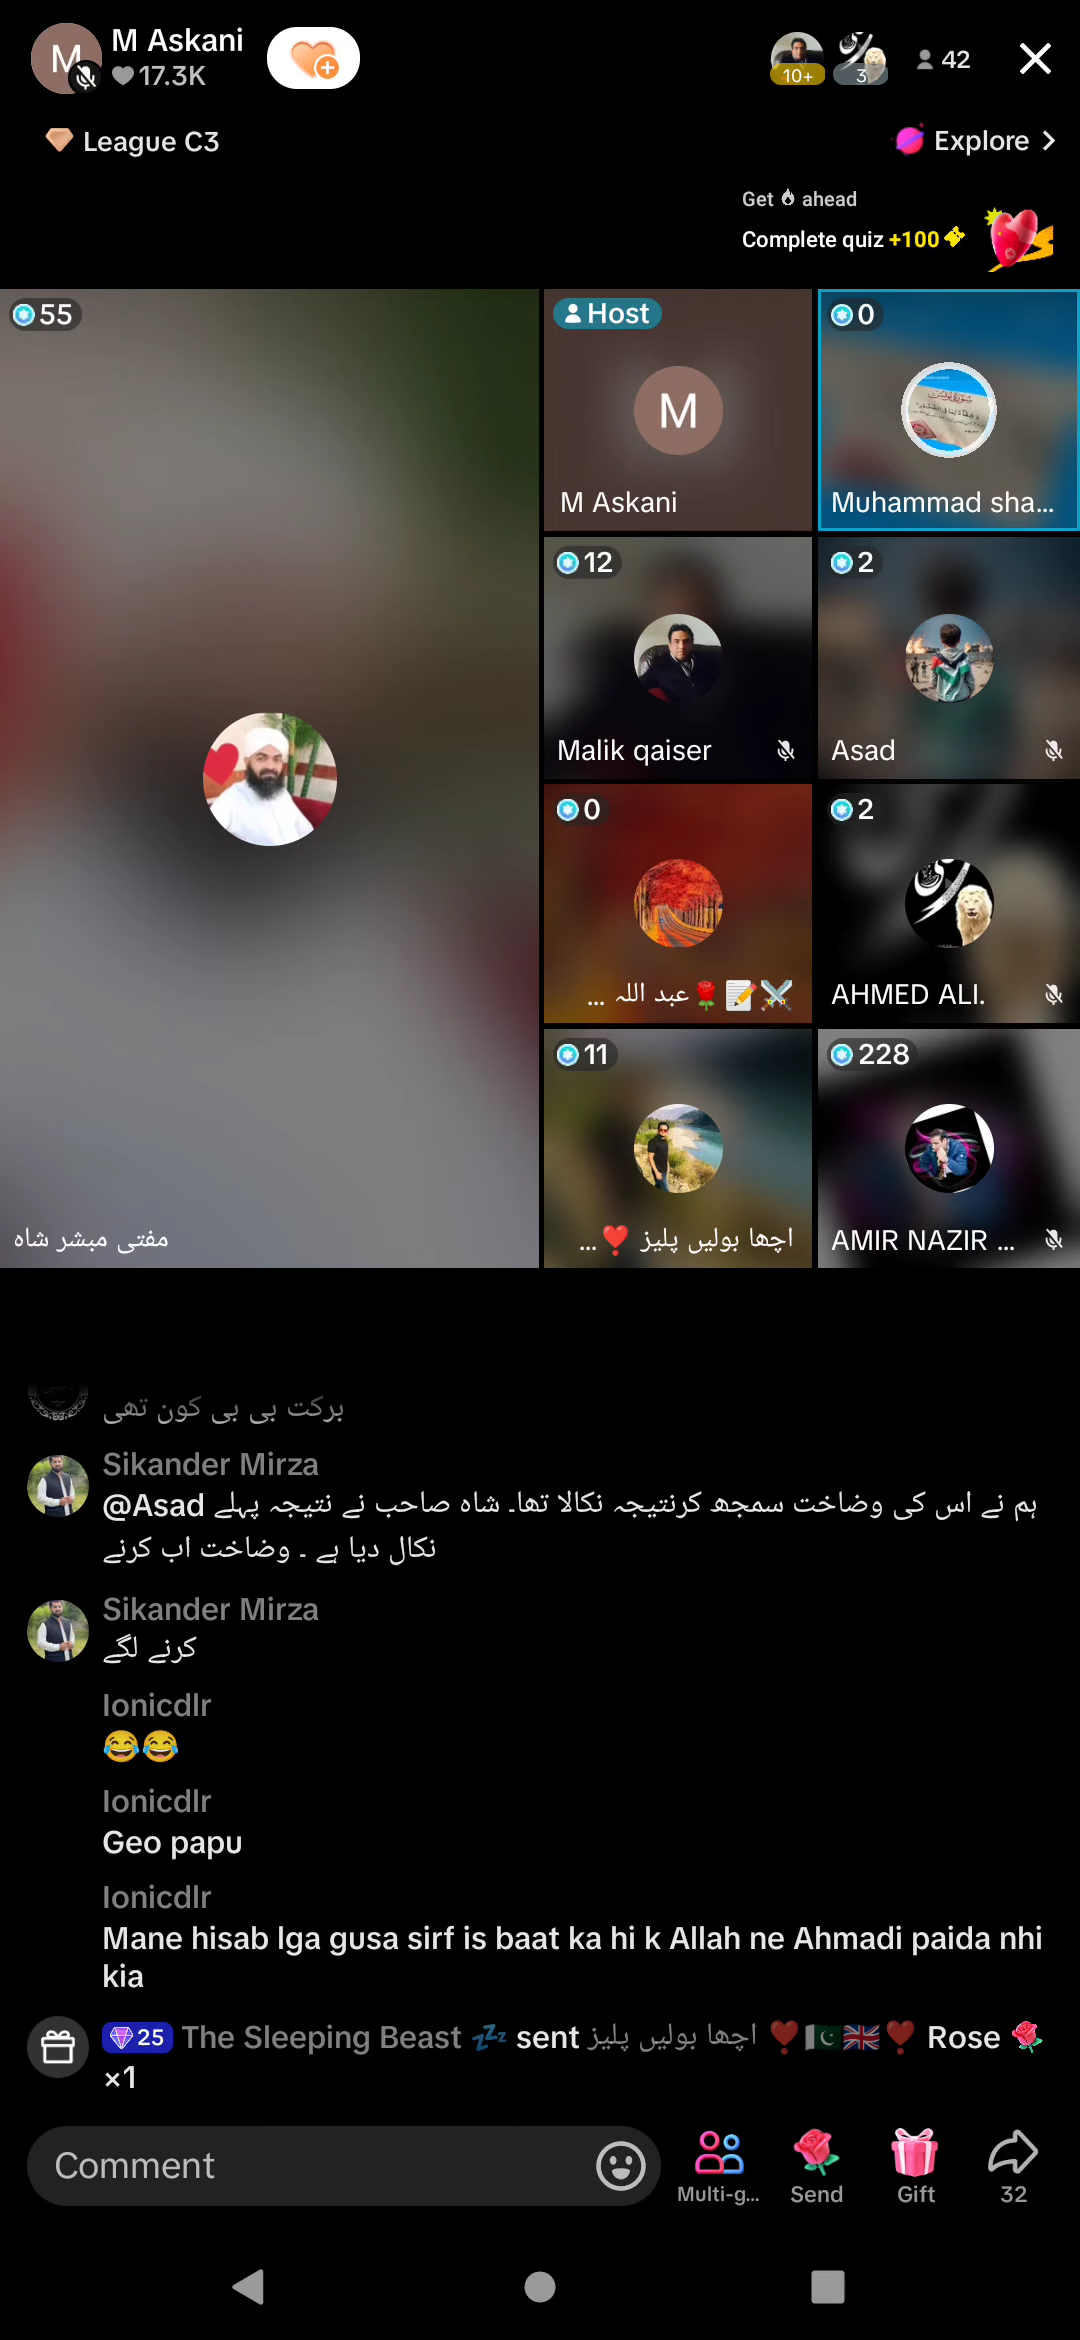 M
M Askani
17.3K
10+
3
42
League C3
Explore
Get ahead
Complete quiz +100
55
مفتی مبشر شاہ
Host
M
M Askani
0
Muhammad sha...
12
Malik qaiser
2
Asad
0
عبد اللہ ...
2
AHMED ALI.
11
اچھا بولیں پلیز ❤️...
228
AMIR NAZIR ...
برکت بی بی کون تھی
Sikander Mirza
@Asad ہم نے اس کی وضاخت سمجھ کرنتیجہ نکالا تھا۔ شاہ صاحب نے نتیجہ پہلے
نکال دیا ہے ۔ وضاخت اب کرنے
Sikander Mirza
کرنے لگے
Ionicdlr
😂😂
Ionicdlr
Geo papu
Ionicdlr
Mane hisab lga gusa sirf is baat ka hi k Allah ne Ahmadi paida nhi
kia
25 The Sleeping Beast 💤 sent اچھا بولیں پلیز ❤️🇵🇰🇬🇧❤️ Rose 🌹
×1
Comment
Multi-g...
Send
Gift
32